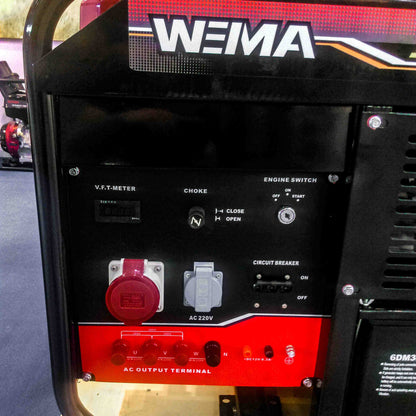 WEMA
V.F.T-METER
CHOKE
CLOSE
OPEN
ENGINE SWITCH
OFF
ON
START
CIRCUIT BREAKER
ON
OFF
AC 220V
U
V
W
N
AC OUTPUT TERMINAL
6DM3